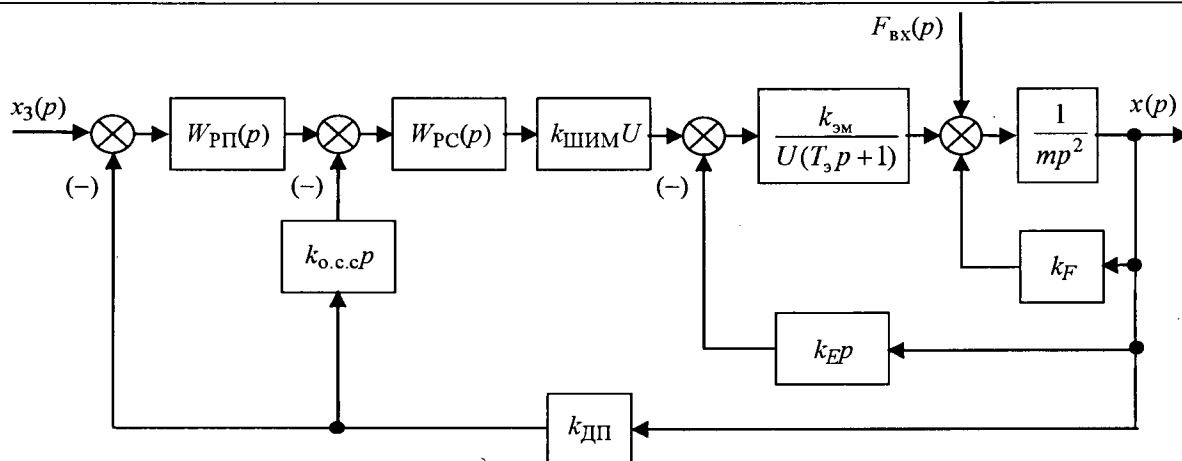 F_вх(p)
x_З(p)
W_РП(p)
W_РС(p)
k_ШИМ U
k_эм
U(T_э p + 1)
1
mp²
x(p)
(−)
(−)
(−)
k_о.с.с p
k_F
k_E p
k_ДП